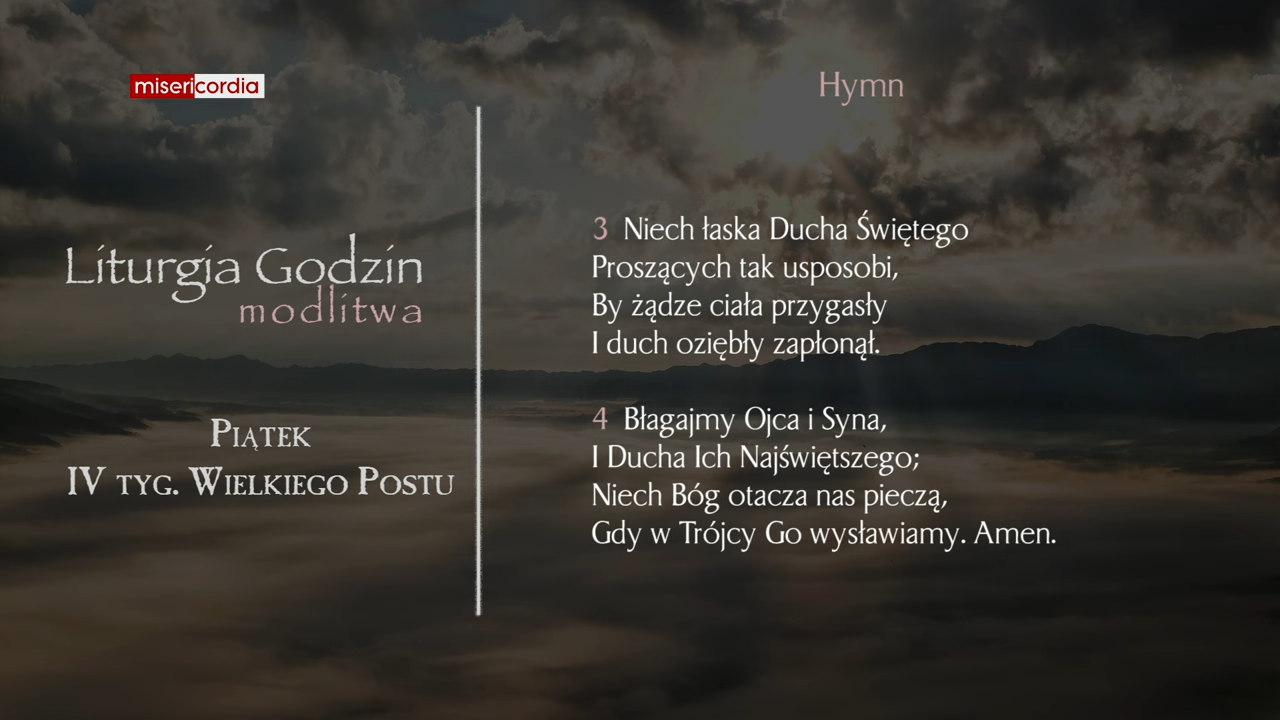 misericordia
Liturgia Godzin
modlitwa
Piątek
IV tyg. Wielkiego Postu
Hymn
3 Niech łaska Ducha Świętego
Proszących tak usposobi,
By żądze ciała przygasły
I duch oziębły zapłonął.
4 Błagajmy Ojca i Syna,
I Ducha Ich Najświętszego;
Niech Bóg otacza nas pieczą,
Gdy w Trójcy Go wysławiamy. Amen.